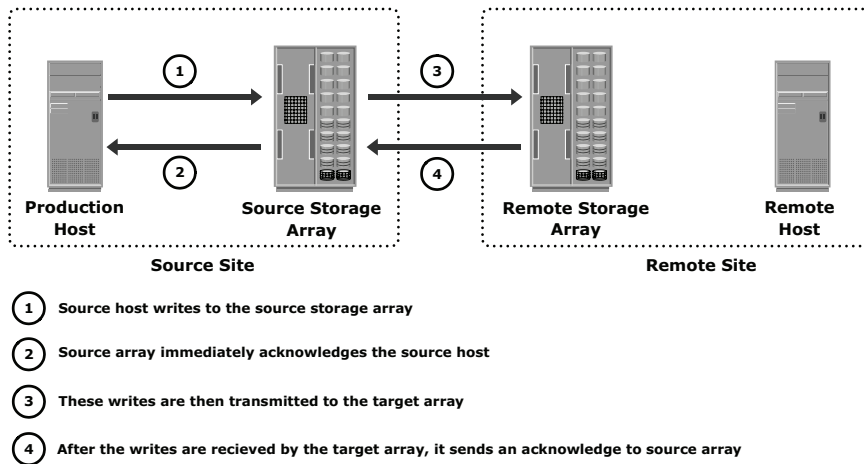 1
3
2
4
Production
Host
Source Storage
Array
Remote Storage
Array
Remote
Host
Source Site
Remote Site
1 Source host writes to the source storage array
2 Source array immediately acknowledges the source host
3 These writes are then transmitted to the target array
4 After the writes are recieved by the target array, it sends an acknowledge to source array